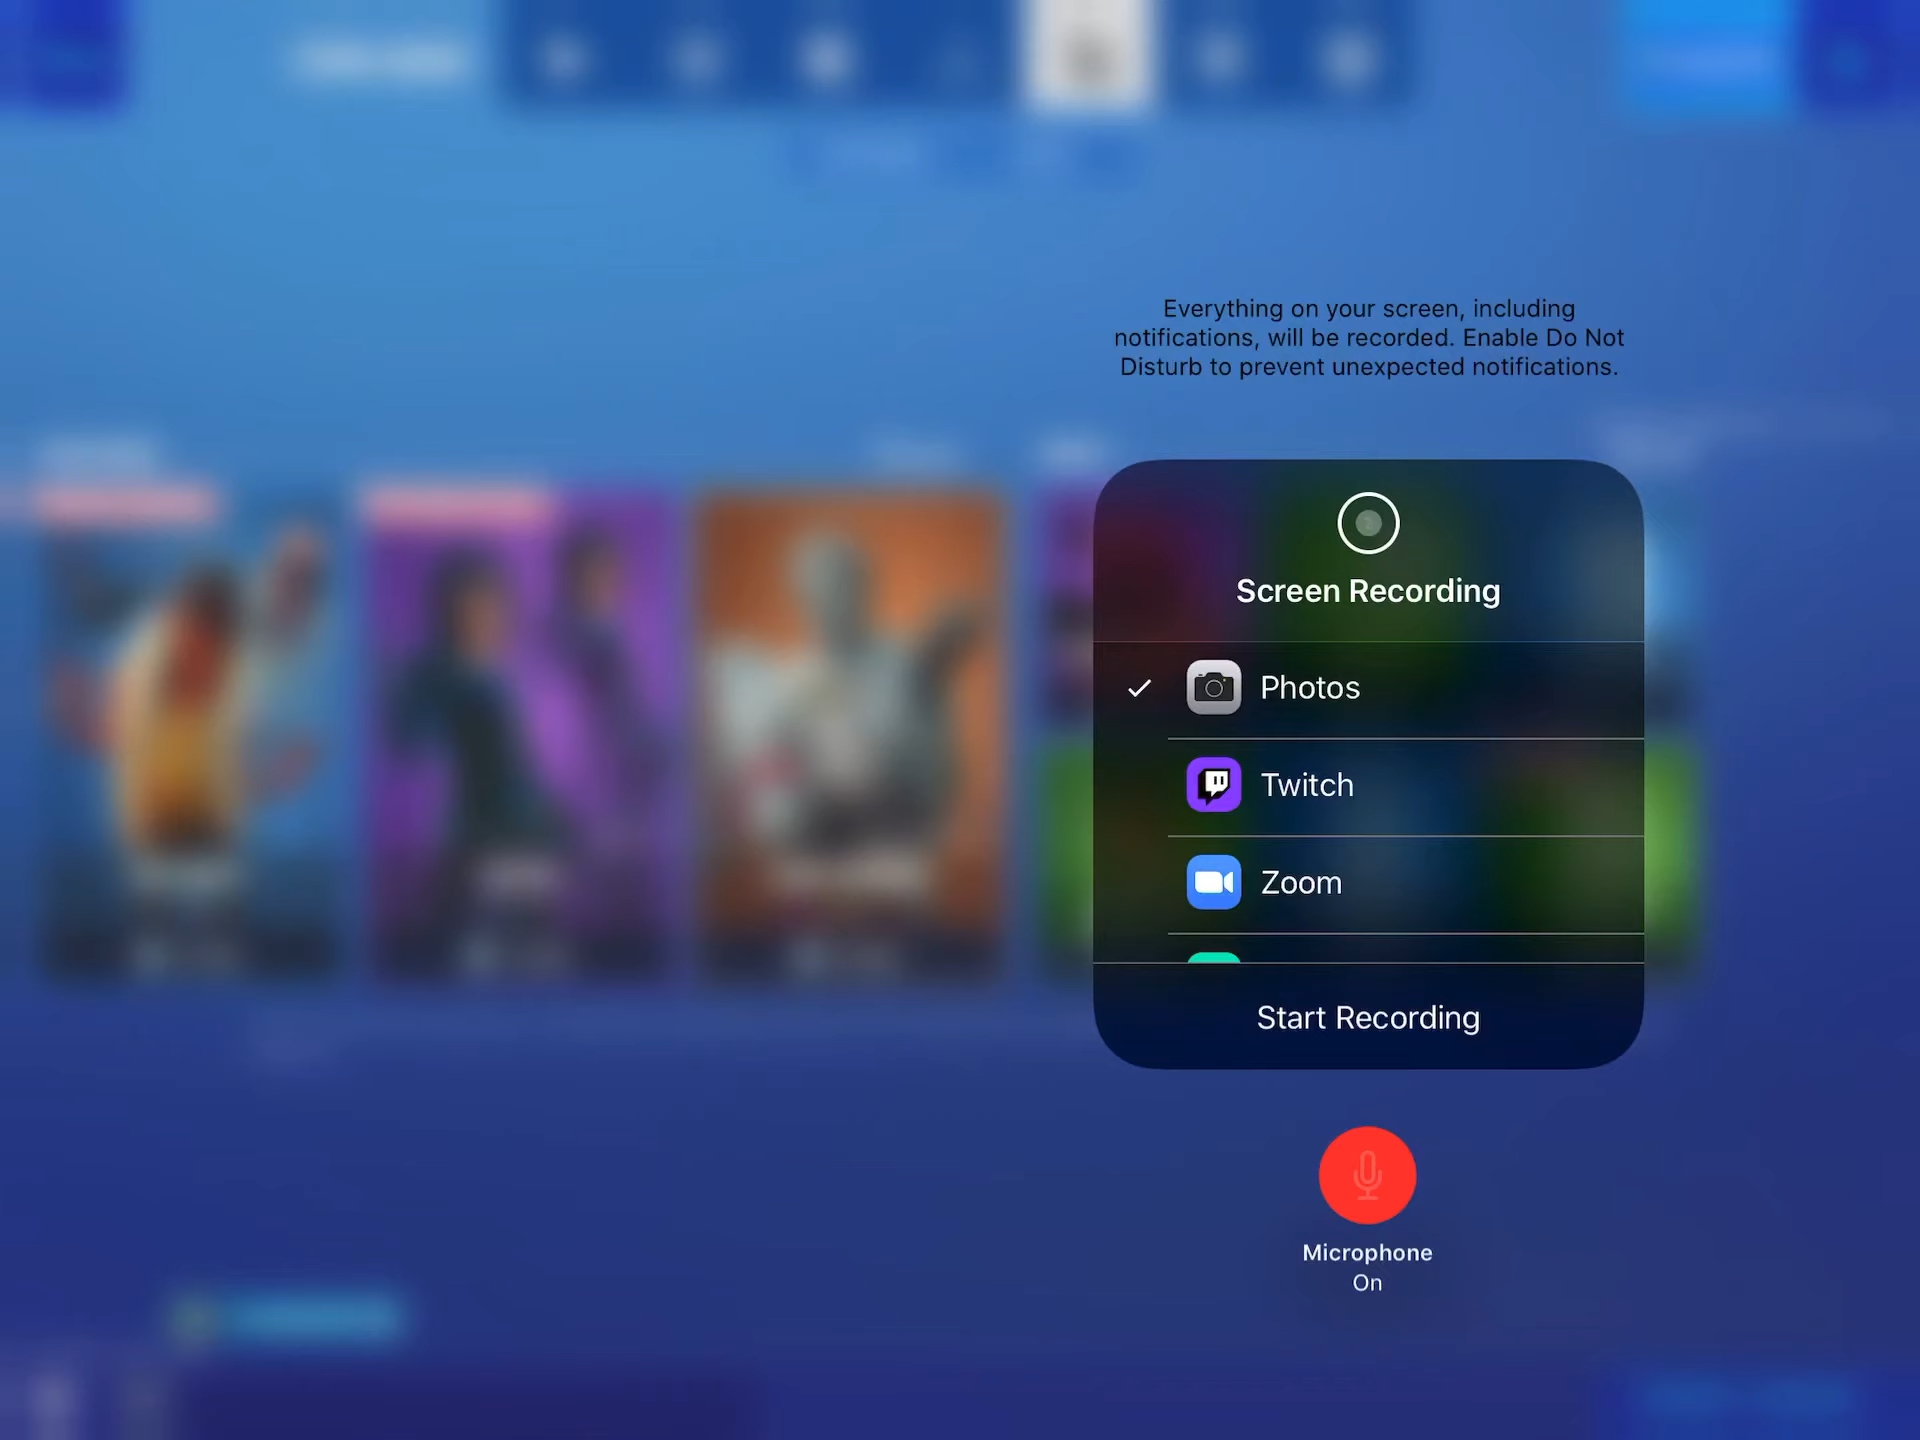 Everything on your screen, including
notifications, will be recorded. Enable Do Not
Disturb to prevent unexpected notifications.
Screen Recording
Photos
Twitch
Zoom
Start Recording
Microphone
On